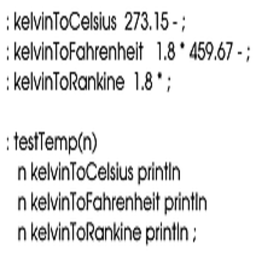 : kelvinToCelsius 273.15 - ;
: kelvinToFahrenheit 1.8 * 459.67 - ;
: kelvinToRankine 1.8 * ;
: testTemp(n)
n kelvinToCelsius println
n kelvinToFahrenheit println
n kelvinToRankine println ;